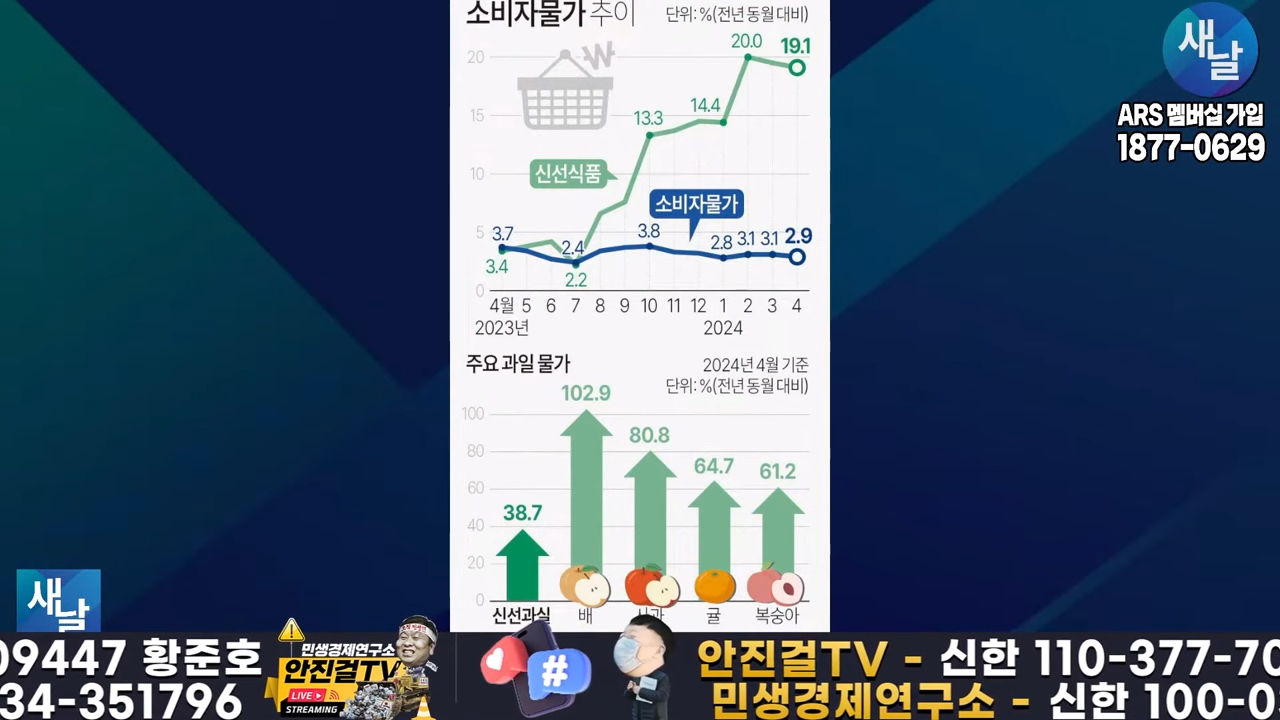 소비자물가 추이
단위: %(전년 동월 대비)
20
15
10
5
0
₩
20.0
19.1
14.4
13.3
신선식품
소비자물가
3.7
3.4
2.4
2.2
3.8
2.8 3.1 3.1 2.9
4월 5 6 7 8 9 10 11 12 1 2 3 4
2023년 2024
주요 과일 물가
2024년 4월 기준
단위: %(전년 동월 대비)
100
80
60
40
20
0
38.7
102.9
80.8
64.7
61.2
신선과실 배 사과 귤 복숭아
새날
ARS 멤버십 가입
1877-0629
새날
09447 황준호
34-351796
민생경제연구소
안진걸TV
LIVE
STREAMING
#
안진걸TV - 신한 110-377-70
민생경제연구소 - 신한 100-0